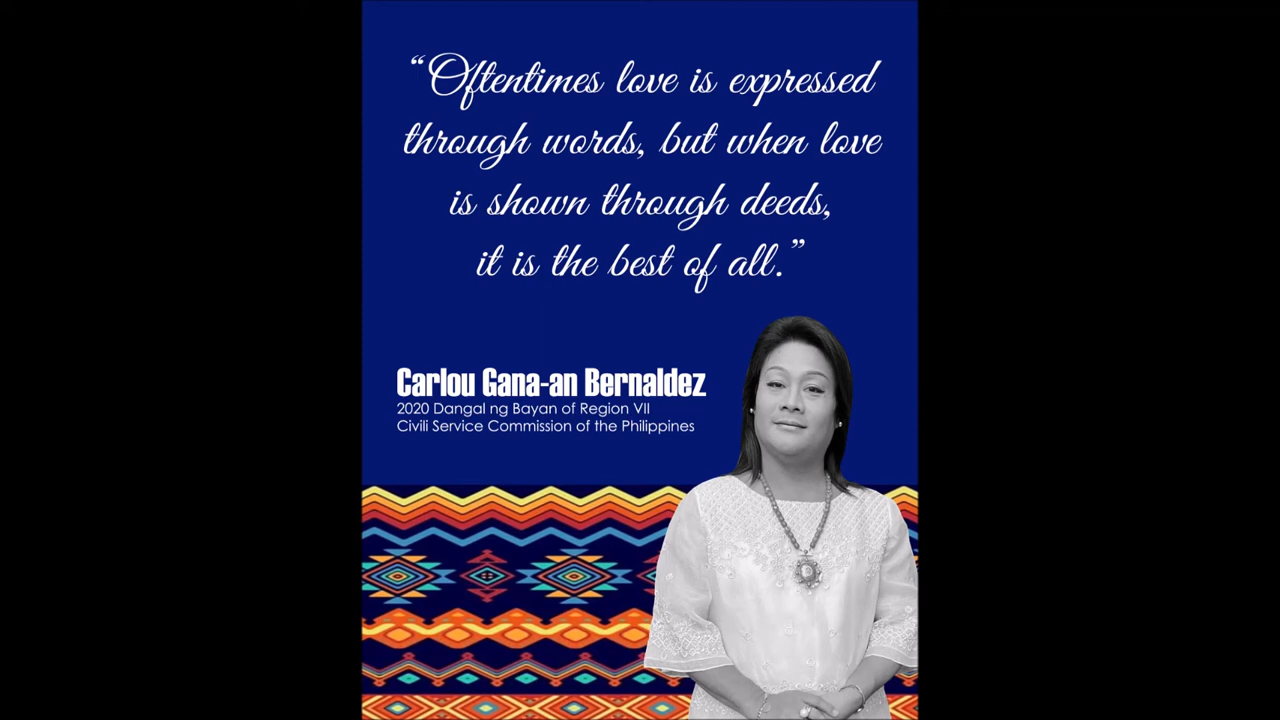 “Oftentimes love is expressed
through words, but when love
is shown through deeds,
it is the best of all.”
Carlou Gana-an Bernaldez
2020 Dangal ng Bayan of Region VII
Civili Service Commission of the Philippines